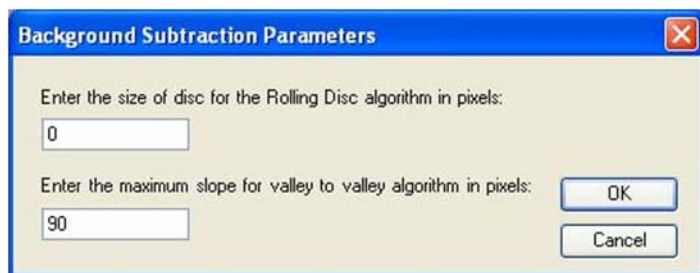 Background Subtraction Parameters
Enter the size of disc for the Rolling Disc algorithm in pixels:
0
Enter the maximum slope for valley to valley algorithm in pixels:
90
OK
Cancel